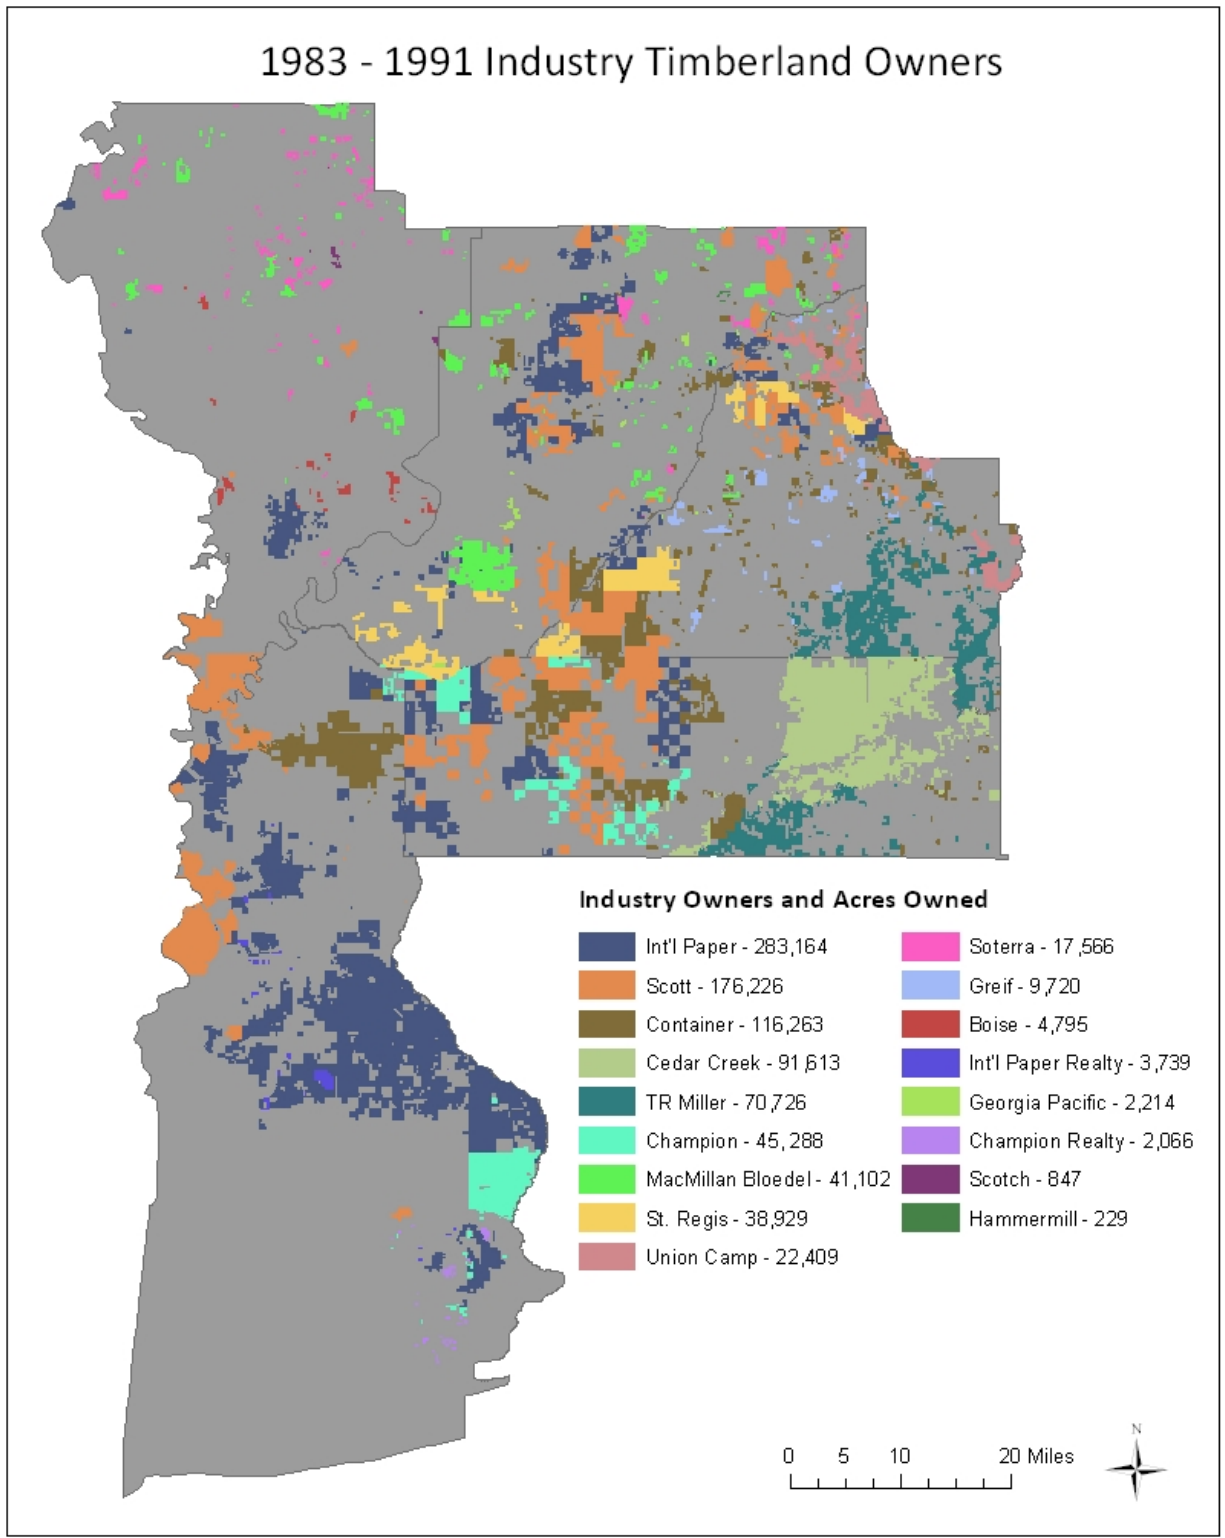 1983 - 1991 Industry Timberland Owners
Industry Owners and Acres Owned
Int'l Paper - 283,164
Scott - 176,226
Container - 116,263
Cedar Creek - 91,613
TR Miller - 70,726
Champion - 45,288
MacMillan Bloedel - 41,102
St. Regis - 38,929
Union Camp - 22,409
Soterra - 17,566
Greif - 9,720
Boise - 4,795
Int'l Paper Realty - 3,739
Georgia Pacific - 2,214
Champion Realty - 2,066
Scotch - 847
Hammermill - 229
N
0 5 10 20 Miles